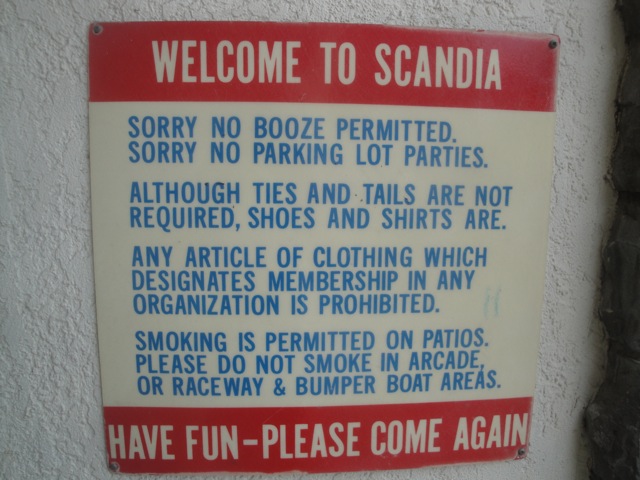 WELCOME TO SCANDIA
SORRY NO BOOZE PERMITTED.
SORRY NO PARKING LOT PARTIES.
ALTHOUGH TIES AND TAILS ARE NOT
REQUIRED, SHOES AND SHIRTS ARE.
ANY ARTICLE OF CLOTHING WHICH
DESIGNATES MEMBERSHIP IN ANY
ORGANIZATION IS PROHIBITED.
SMOKING IS PERMITTED ON PATIOS.
PLEASE DO NOT SMOKE IN ARCADE,
OR RACEWAY & BUMPER BOAT AREAS.
HAVE FUN-PLEASE COME AGAIN